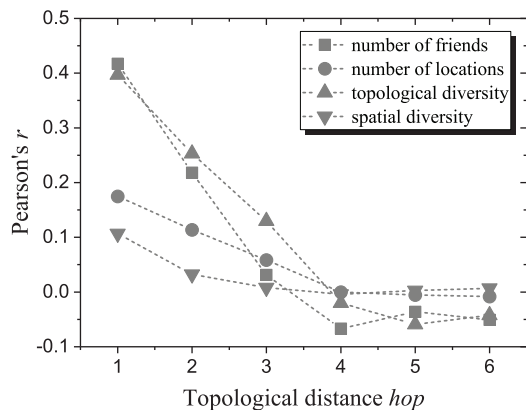 0.5
0.4
0.3
0.2
0.1
0.0
-0.1
Pearson's r
number of friends
number of locations
topological diversity
spatial diversity
1 2 3 4 5 6
Topological distance hop